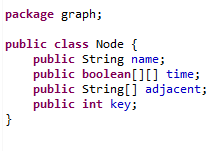 package graph;
public class Node {
public String name;
public boolean[][] time;
public String[] adjacent;
public int key;
}